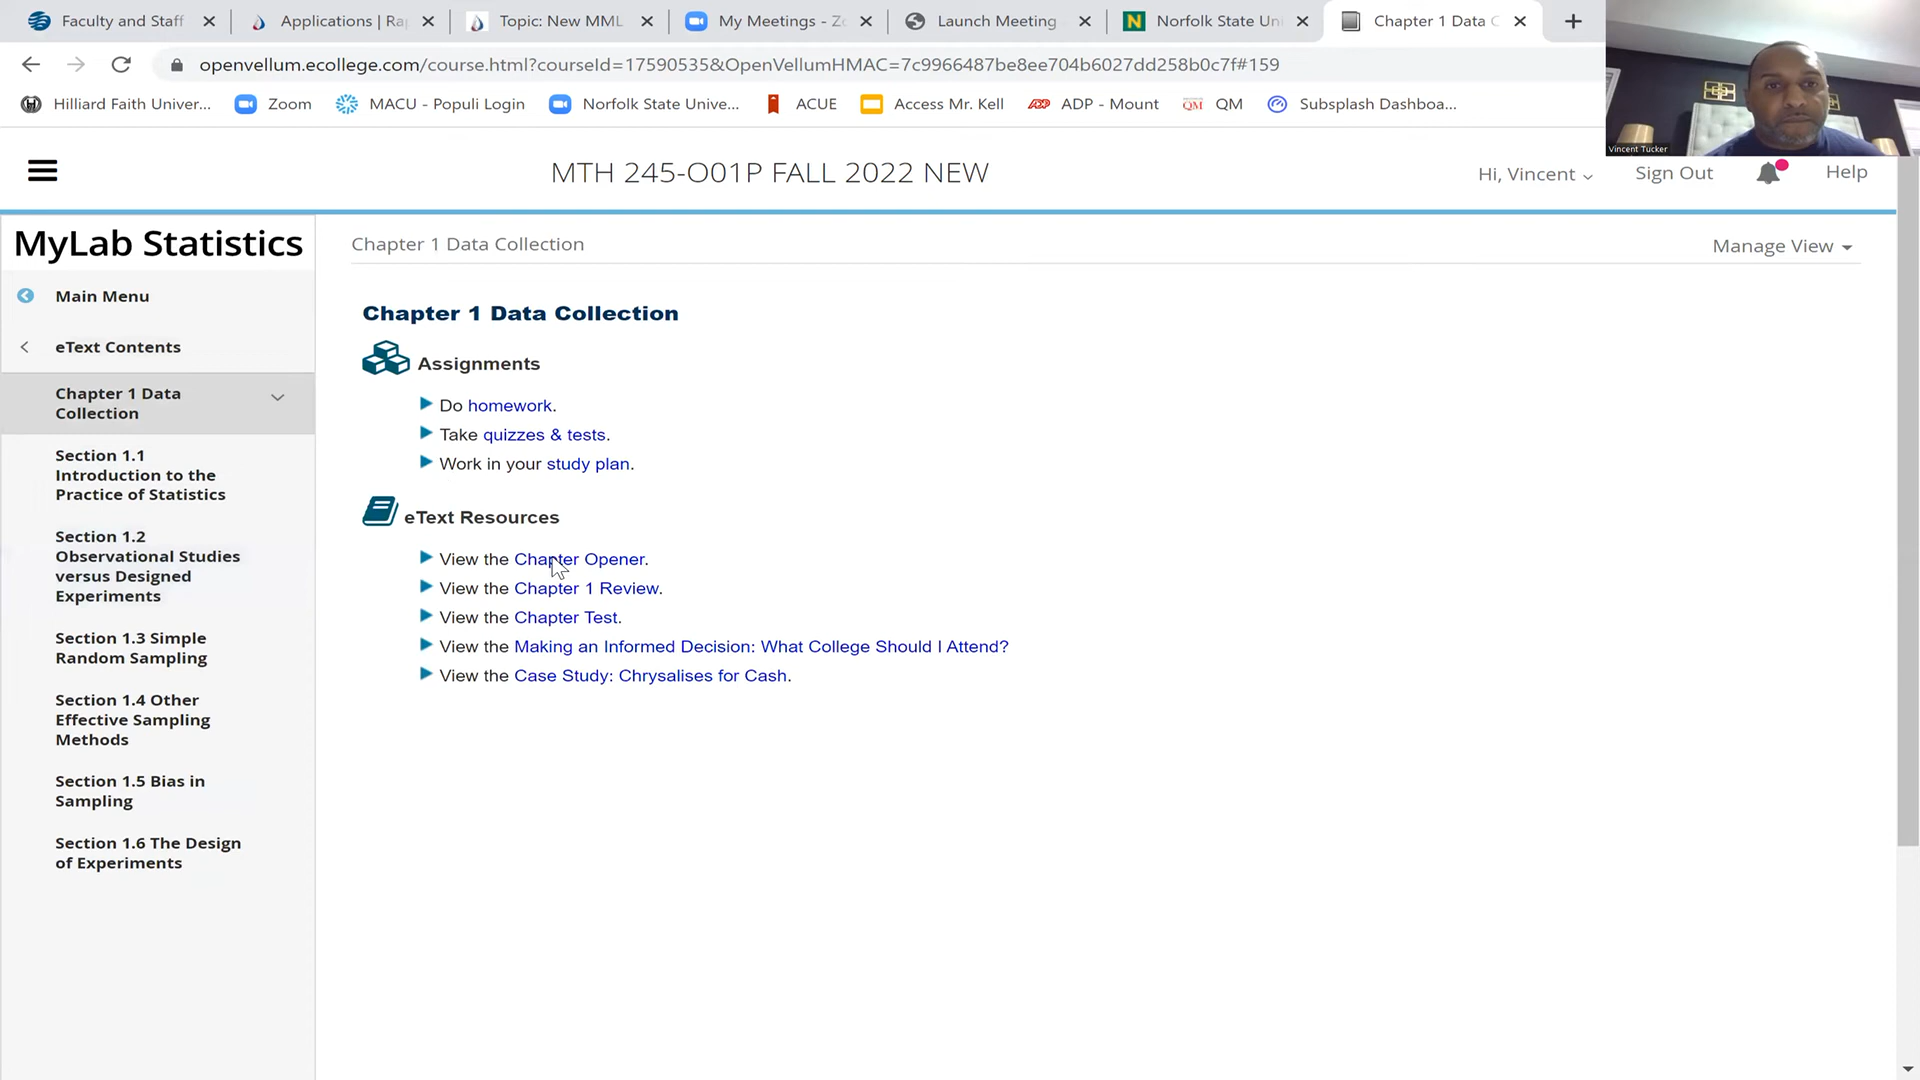 Faculty and Staff
Applications | Ra
Topic: New MML
My Meetings - Zo
Launch Meeting
Norfolk State Uni
Chapter 1 Data C
openvellum.ecollege.com/course.html?courseId=17590535&OpenVellumHMAC=7c9966487be8ee704b6027dd258b0c7f#159
Hilliard Faith Univer...
Zoom
MACU - Populi Login
Norfolk State Unive...
ACUE
Access Mr. Kell
ADP - Mount
QM
QM
Subsplash Dashboa...
Vincent Tucker
MTH 245-O01P FALL 2022 NEW
Hi, Vincent
Sign Out
Help
MyLab Statistics
Main Menu
eText Contents
Chapter 1 Data
Collection
Section 1.1
Introduction to the
Practice of Statistics
Section 1.2
Observational Studies
versus Designed
Experiments
Section 1.3 Simple
Random Sampling
Section 1.4 Other
Effective Sampling
Methods
Section 1.5 Bias in
Sampling
Section 1.6 The Design
of Experiments
Chapter 1 Data Collection
Manage View
Chapter 1 Data Collection
Assignments
Do homework.
Take quizzes & tests.
Work in your study plan.
eText Resources
View the Chapter Opener.
View the Chapter 1 Review.
View the Chapter Test.
View the Making an Informed Decision: What College Should I Attend?
View the Case Study: Chrysalises for Cash.